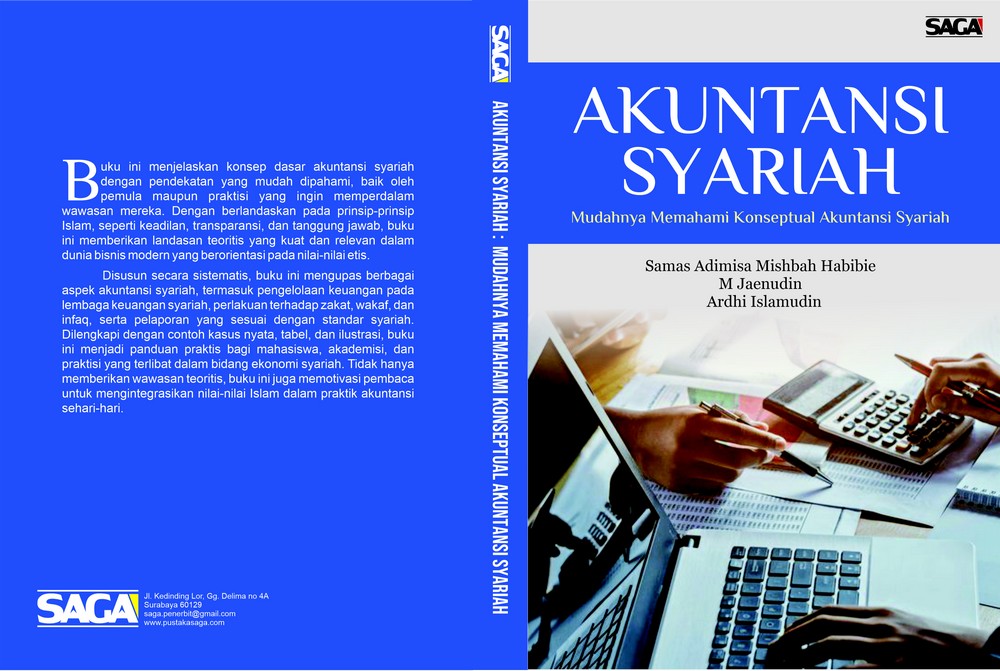 Buku ini menjelaskan konsep dasar akuntansi syariah
dengan pendekatan yang mudah dipahami, baik oleh
pemula maupun praktisi yang ingin memperdalam
wawasan mereka. Dengan berlandaskan pada prinsip-prinsip
Islam, seperti keadilan, transparansi, dan tanggung jawab, buku
ini memberikan landasan teoritis yang kuat dan relevan dalam
dunia bisnis modern yang berorientasi pada nilai-nilai etis.
Disusun secara sistematis, buku ini mengupas berbagai
aspek akuntansi syariah, termasuk pengelolaan keuangan pada
lembaga keuangan syariah, perlakuan terhadap zakat, wakaf, dan
infaq, serta pelaporan yang sesuai dengan standar syariah.
Dilengkapi dengan contoh kasus nyata, tabel, dan ilustrasi, buku
ini menjadi panduan praktis bagi mahasiswa, akademisi, dan
praktisi yang terlibat dalam bidang ekonomi syariah. Tidak hanya
memberikan wawasan teoritis, buku ini juga memotivasi pembaca
untuk mengintegrasikan nilai-nilai Islam dalam praktik akuntansi
sehari-hari.
SAGA
Jl. Kedinding Lor, Gg. Delima no 4A
Surabaya 60129
saga.penerbit@gmail.com
www.pustakasaga.com
SAGA
AKUNTANSI SYARIAH : MUDAHNYA MEMAHAMI KONSEPTUAL AKUNTANSI SYARIAH
SAGA
AKUNTANSI
SYARIAH
Mudahnya Memahami Konseptual Akuntansi Syariah
Samas Adimisa Mishbah Habibie
M Jaenudin
Ardhi Islamudin